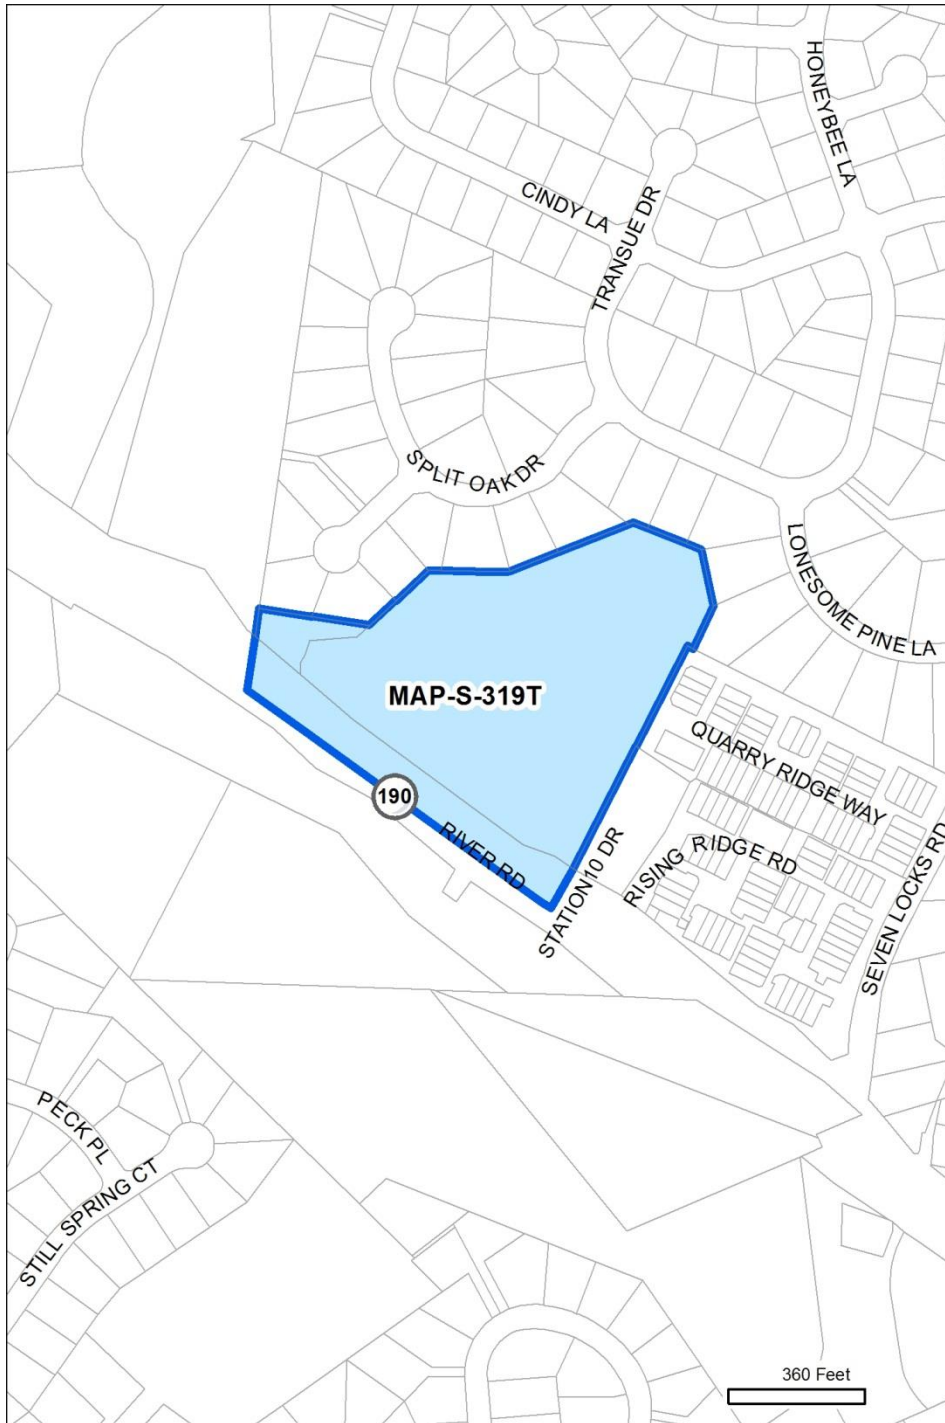 HONEYBEE LA
CINDY LA
TRANSUE DR
SPLIT OAK DR
LONESOME PINE LA
MAP-S-319T
QUARRY RIDGE WAY
190
RIVER RD
STATION 10 DR
RISING RIDGE RD
SEVEN LOCKS RD
PECK PL
STILL SPRING CT
360 Feet